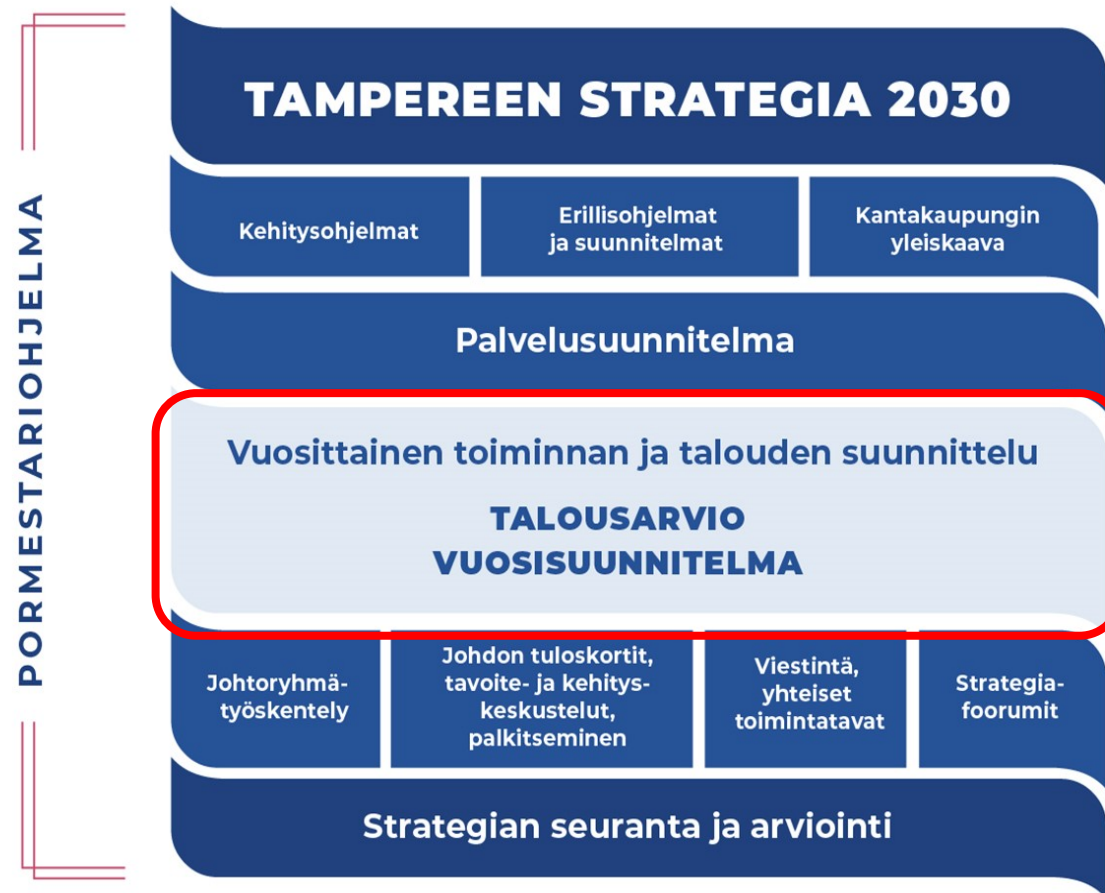 PORMESTARIOHJELMA
TAMPEREEN STRATEGIA 2030
Kehitysohjelmat
Erillisohjelmat
ja suunnitelmat
Kantakaupungin
yleiskaava
Palvelusuunnitelma
Vuosittainen toiminnan ja talouden suunnittelu
TALOUSARVIO
VUOSISUUNNITELMA
Johtoryhmä-
työskentely
Johdon tuloskortit,
tavoite- ja kehitys-
keskustelut,
palkitseminen
Viestintä,
yhteiset
toimintatavat
Strategia-
foorumit
Strategian seuranta ja arviointi